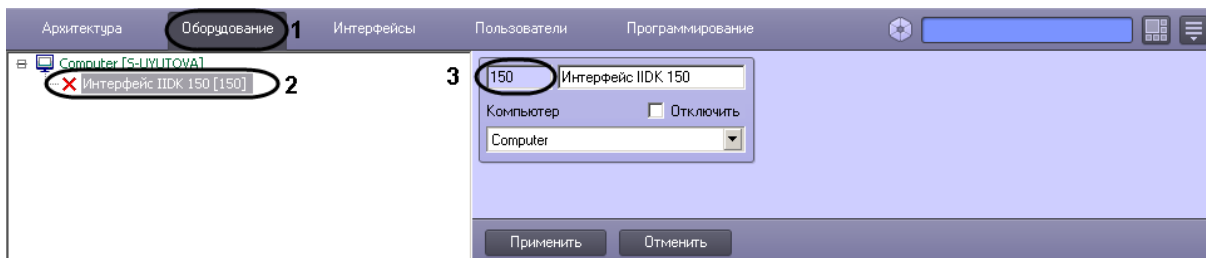 Архитектура Оборудование 1 Интерфейсы Пользователи Программирование
Computer [S-UYUTOVA]
Интерфейс IIDK 150 [150] 2
3 150 Интерфейс IIDK 150
Компьютер Отключить
Computer
Применить Отменить